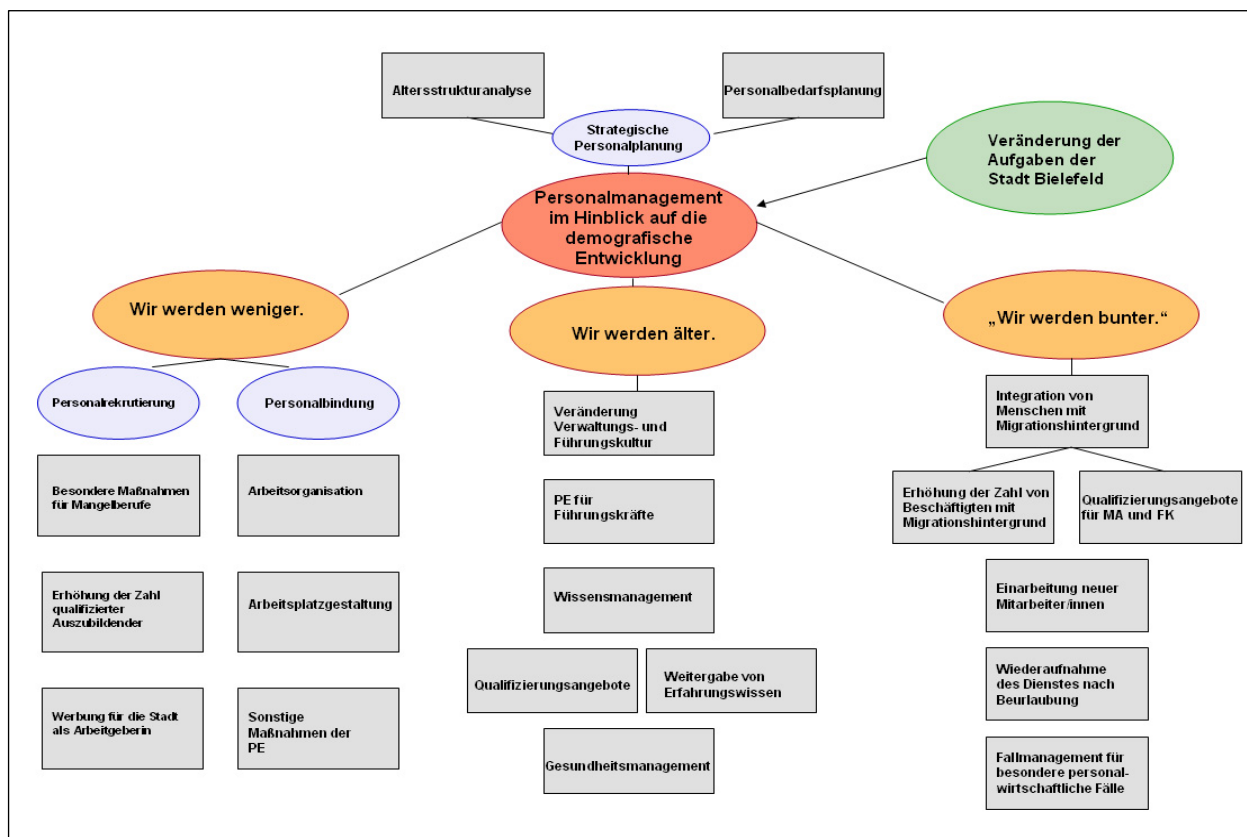 Altersstrukturanalyse
Personalbedarfsplanung
Strategische
Personalplanung
Veränderung der
Aufgaben der
Stadt Bielefeld
Personalmanagement
im Hinblick auf die
demografische
Entwicklung
Wir werden weniger.
Wir werden älter.
„Wir werden bunter.“
Personalrekrutierung
Personalbindung
Besondere Maßnahmen
für Mangelberufe
Arbeitsorganisation
Erhöhung der Zahl
qualifizierter
Auszubildender
Arbeitsplatzgestaltung
Werbung für die Stadt
als Arbeitgeberin
Sonstige
Maßnahmen der
PE
Veränderung
Verwaltungs- und
Führungskultur
PE für
Führungskräfte
Wissensmanagement
Qualifizierungsangebote
Weitergabe von
Erfahrungswissen
Gesundheitsmanagement
Integration von
Menschen mit
Migrationshintergrund
Erhöhung der Zahl von
Beschäftigten mit
Migrationshintergrund
Qualifizierungsangebote
für MA und FK
Einarbeitung neuer
Mitarbeiter/innen
Wiederaufnahme
des Dienstes nach
Beurlaubung
Fallmanagement für
besondere personal-
wirtschaftliche Fälle